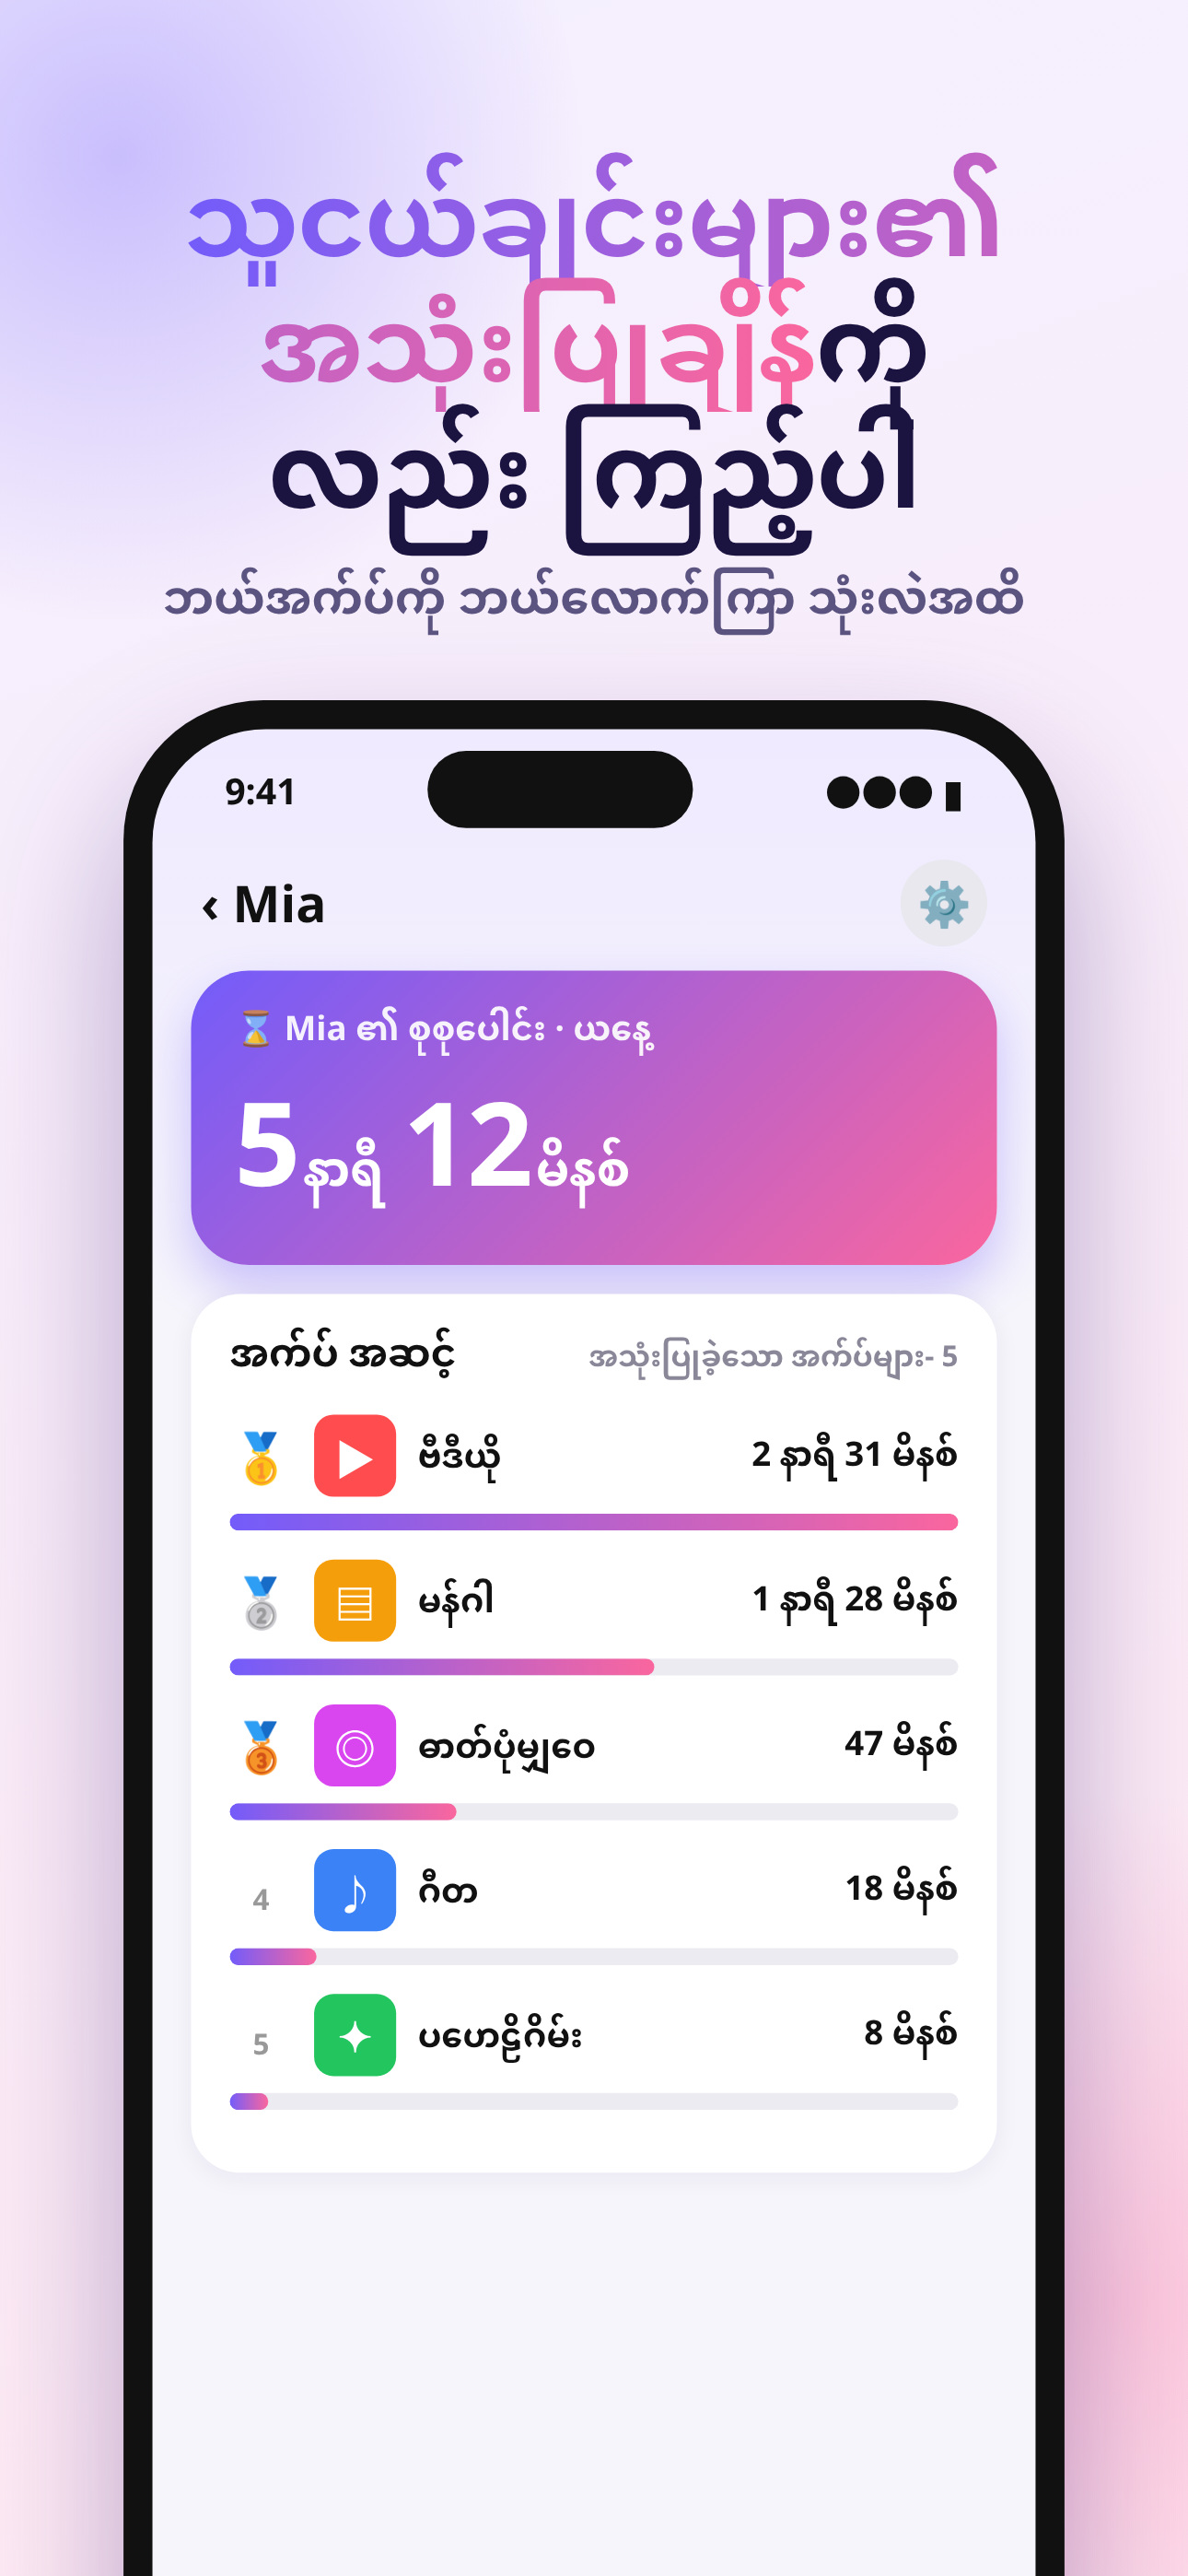 သူငယ်ချင်းများ၏
အသုံးပြုချိန်ကို
လည်း ကြည့်ပါ
ဘယ်အက်ပ်ကို ဘယ်လောက်ကြာ သုံးလဲအထိ
9:41
‹ Mia
⌛ Mia ၏ စုစုပေါင်း · ယနေ့
5နာရီ 12မိနစ်
အက်ပ် အဆင့် အသုံးပြုခဲ့သော အက်ပ်များ- 5
🥇 ဗီဒီယို 2 နာရီ 31 မိနစ်
🥈 မန်ဂါ 1 နာရီ 28 မိနစ်
🥉 ဓာတ်ပုံမျှဝေ 47 မိနစ်
4 ဂီတ 18 မိနစ်
5 ပဟေဠိဂိမ်း 8 မိနစ်